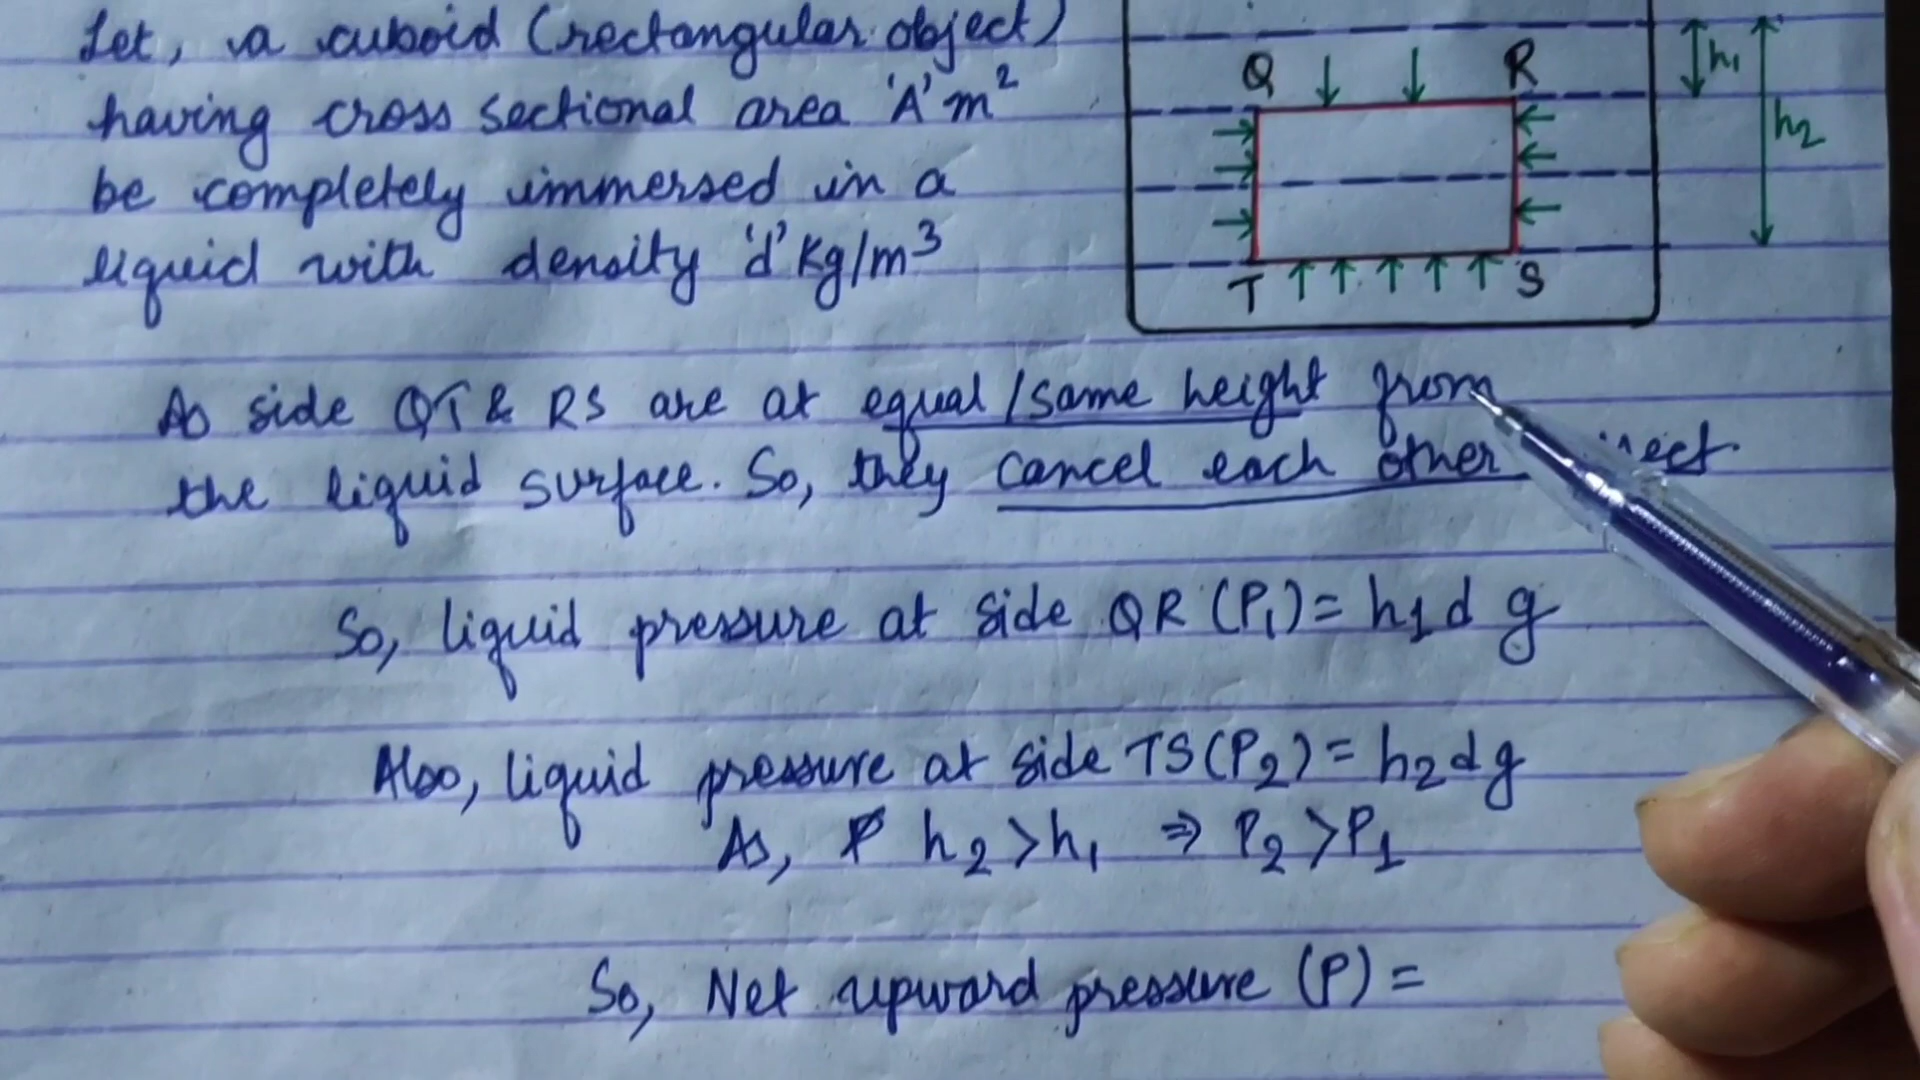 Let, a cuboid (rectangular object)
having cross sectional area 'A' m²
be completely immersed in a
liquid with density 'd' Kg/m³
Q R
h₁
h₂
T S
As side QT & RS are at equal/same height from
the liquid surface. So, they cancel each other
So, liquid pressure at side QR (P₁) = h₁ d g
Also, liquid pressure at side TS (P₂) = h₂ d g
As, h₂ > h₁ ⇒ P₂ > P₁
So, Net upward pressure (P) =